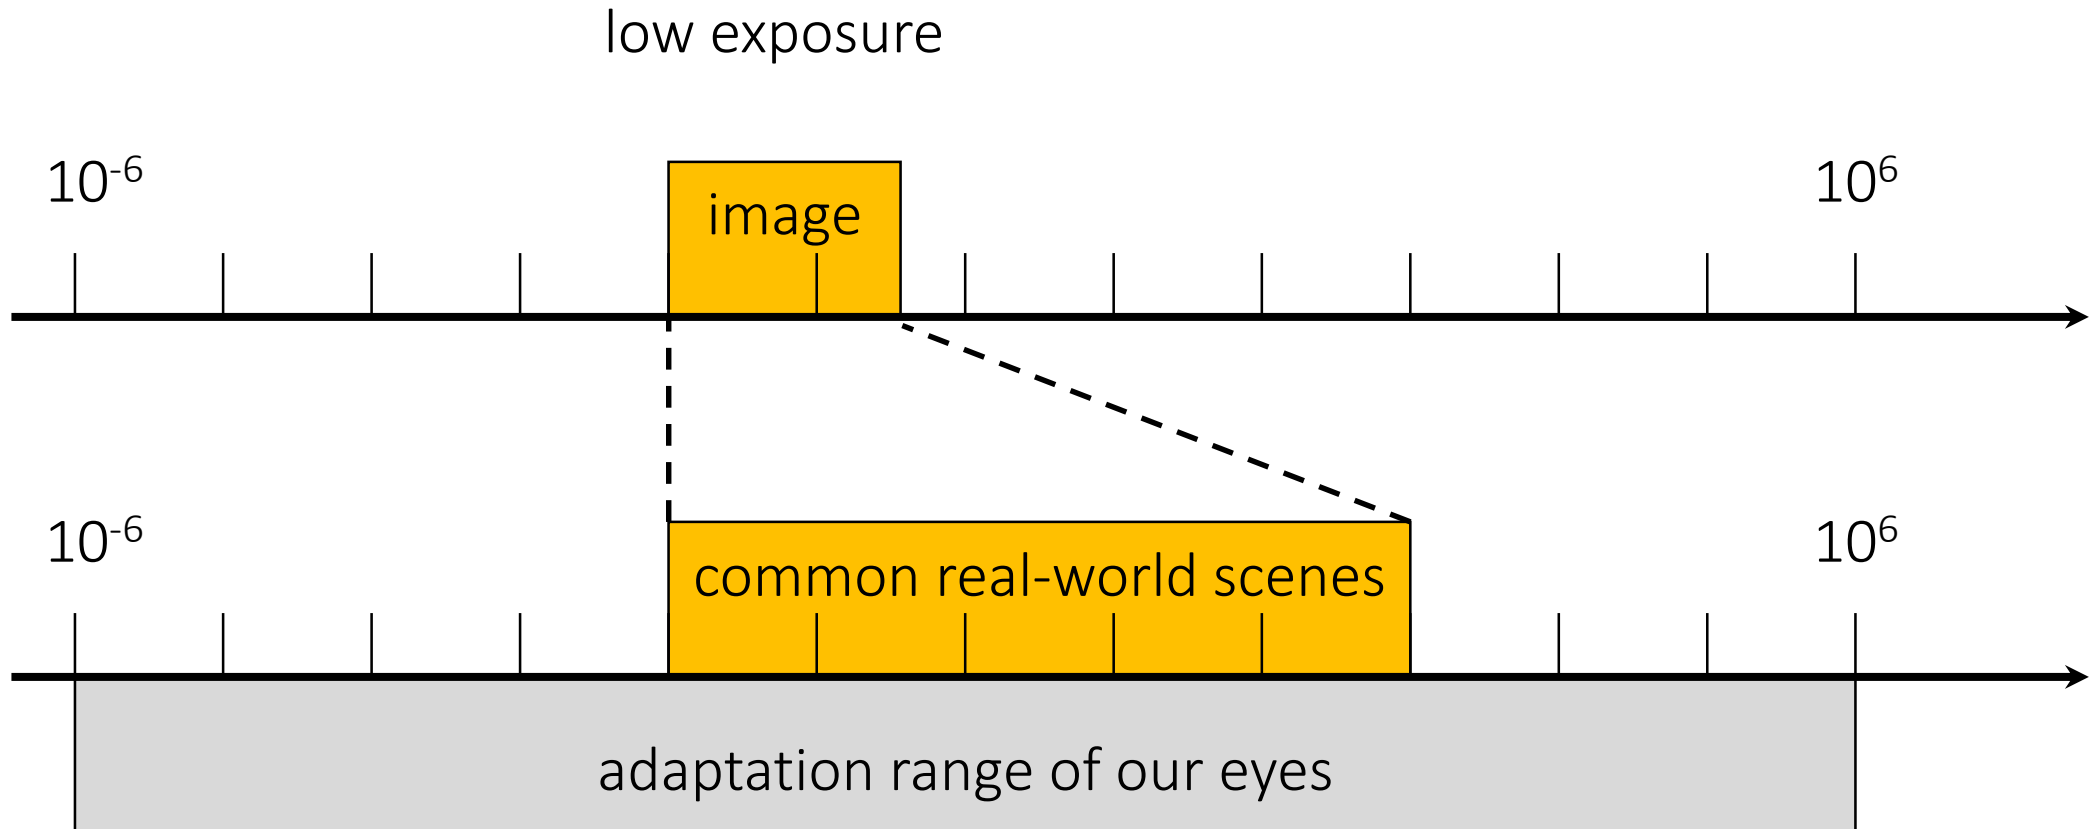 low exposure
10⁻⁶
10⁶
image
10⁻⁶
10⁶
common real-world scenes
adaptation range of our eyes